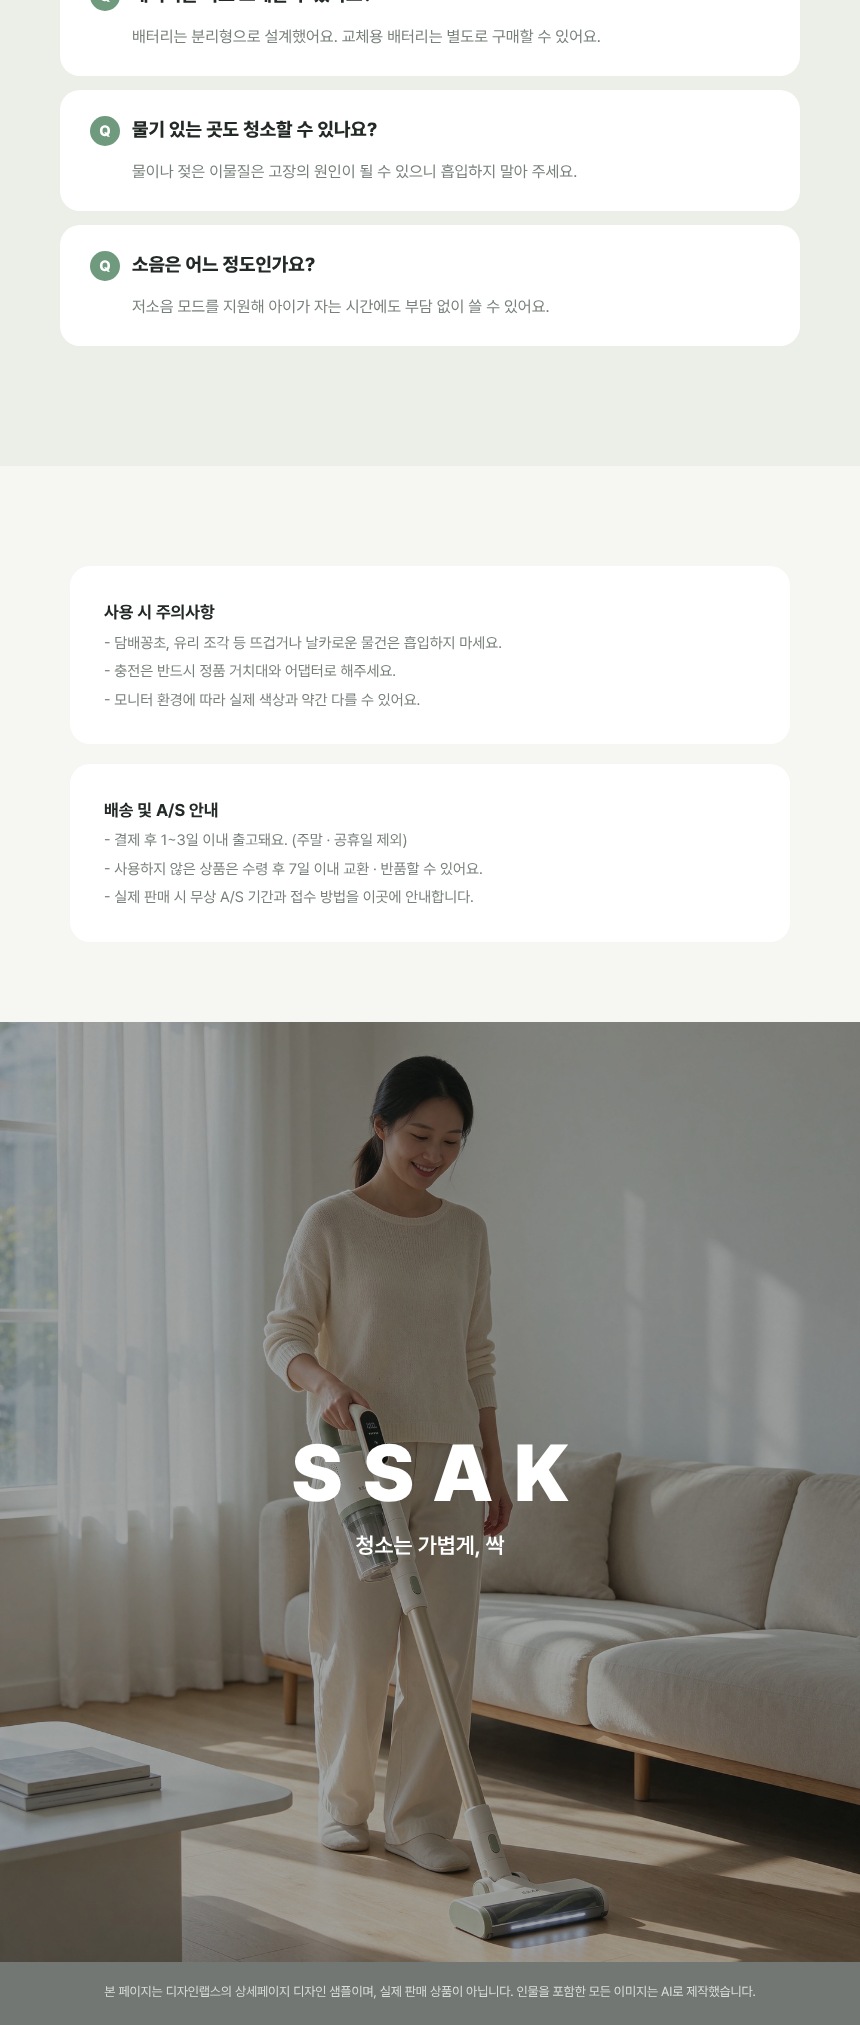 배터리는 분리형으로 설계했어요. 교체용 배터리는 별도로 구매할 수 있어요.
Q 물기 있는 곳도 청소할 수 있나요?
물이나 젖은 이물질은 고장의 원인이 될 수 있으니 흡입하지 말아 주세요.
Q 소음은 어느 정도인가요?
저소음 모드를 지원해 아이가 자는 시간에도 부담 없이 쓸 수 있어요.
사용 시 주의사항
- 담배꽁초, 유리 조각 등 뜨겁거나 날카로운 물건은 흡입하지 마세요.
- 충전은 반드시 정품 거치대와 어댑터로 해주세요.
- 모니터 환경에 따라 실제 색상과 약간 다를 수 있어요.
배송 및 A/S 안내
- 결제 후 1~3일 이내 출고돼요. (주말 · 공휴일 제외)
- 사용하지 않은 상품은 수령 후 7일 이내 교환 · 반품할 수 있어요.
- 실제 판매 시 무상 A/S 기간과 접수 방법을 이곳에 안내합니다.
SSAK
청소는 가볍게, 싹
본 페이지는 디자인랩스의 상세페이지 디자인 샘플이며, 실제 판매 상품이 아닙니다. 인물을 포함한 모든 이미지는 AI로 제작했습니다.